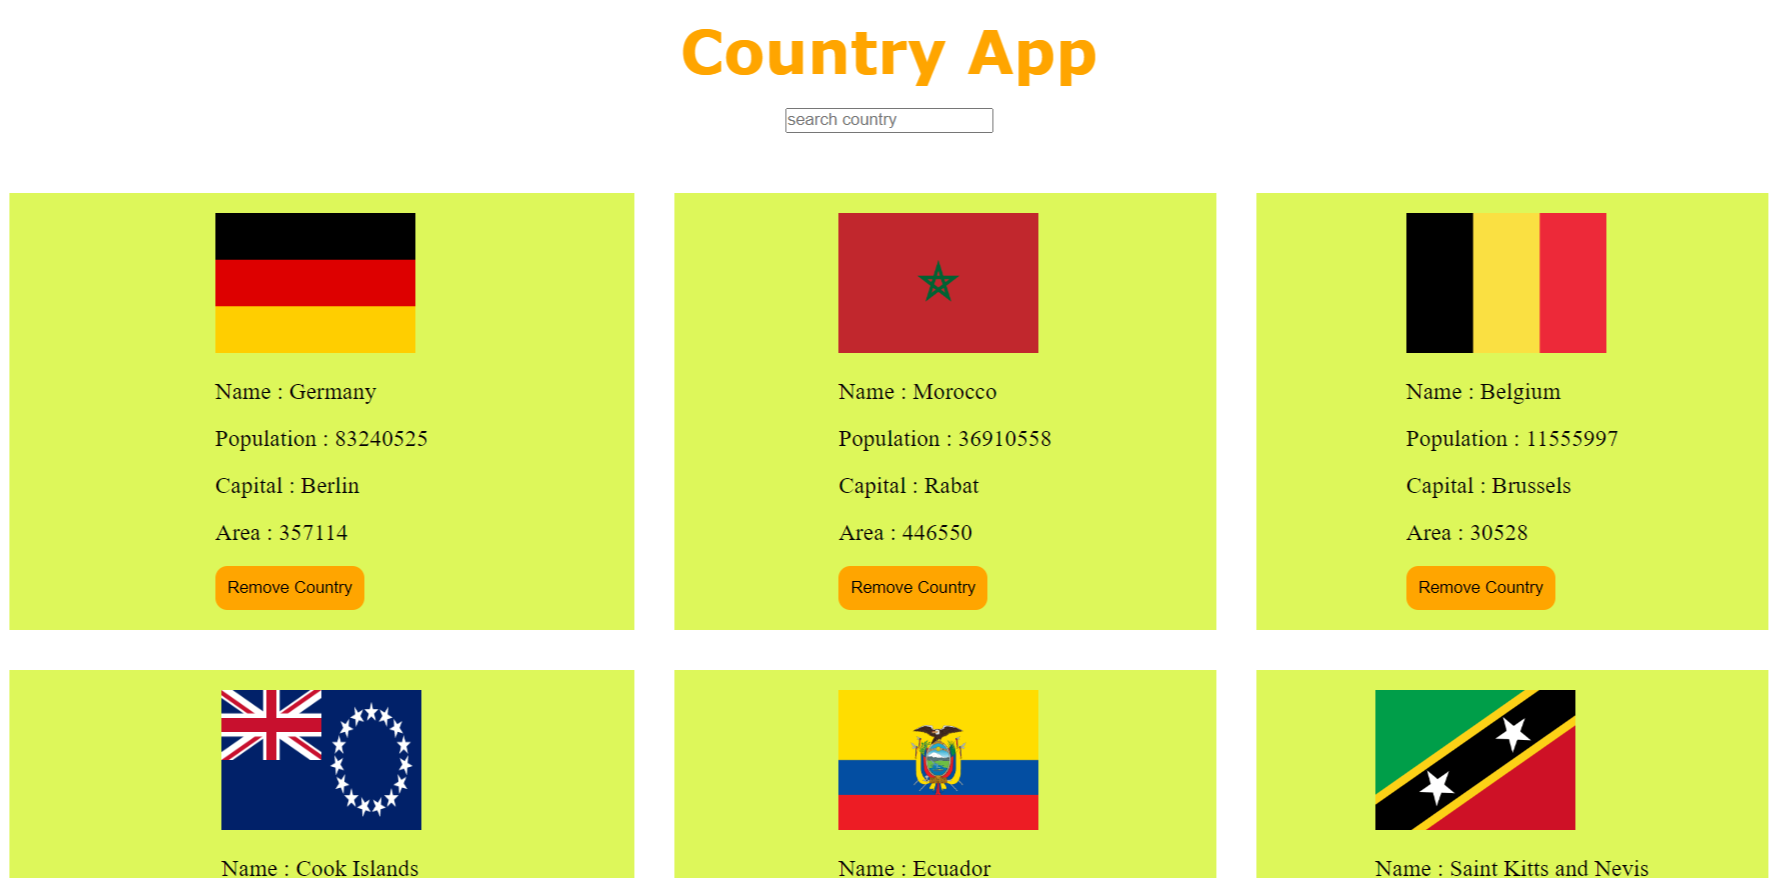 Country App
search country
Name : Germany
Population : 83240525
Capital : Berlin
Area : 357114
Remove Country
Name : Morocco
Population : 36910558
Capital : Rabat
Area : 446550
Remove Country
Name : Belgium
Population : 11555997
Capital : Brussels
Area : 30528
Remove Country
Name : Cook Islands
Name : Ecuador
Name : Saint Kitts and Nevis